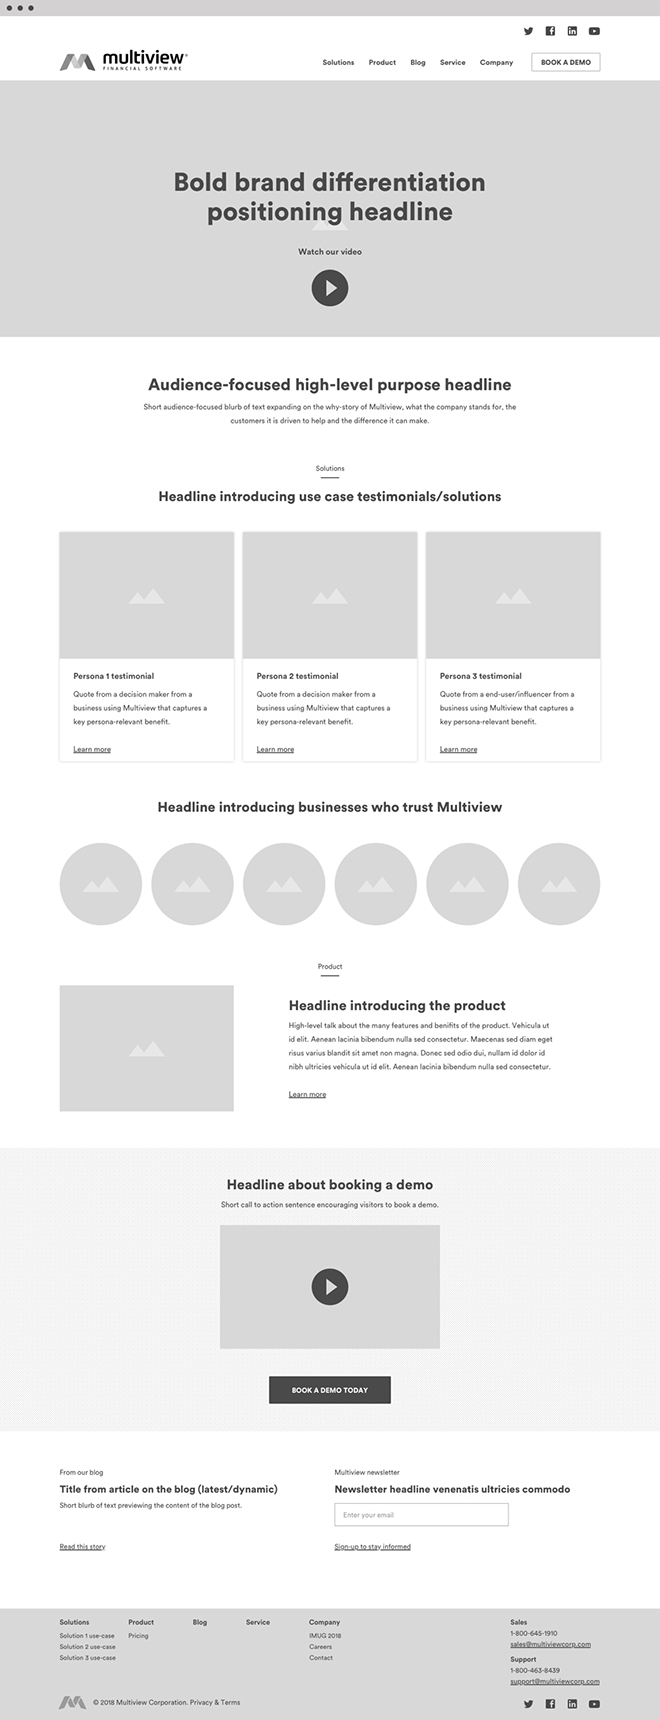 multiview®
FINANCIAL SOFTWARE
Solutions Product Blog Service Company BOOK A DEMO
Bold brand differentiation
positioning headline
Watch our video
Audience-focused high-level purpose headline
Short audience-focused blurb of text expanding on the why-story of Multiview, what the company stands for, the
customers it is driven to help and the difference it can make.
Solutions
Headline introducing use case testimonials/solutions
Persona 1 testimonial
Quote from a decision maker from a
business using Multiview that captures a
key persona-relevant benefit.
Learn more
Persona 2 testimonial
Quote from a decision maker from a
business using Multiview that captures a
key persona-relevant benefit.
Learn more
Persona 3 testimonial
Quote from a end-user/influencer from a
business using Multiview that captures a
key persona-relevant benefit.
Learn more
Headline introducing businesses who trust Multiview
Product
Headline introducing the product
High-level talk about the many features and benifits of the product. Vehicula ut
id elit. Aenean lacinia bibendum nulla sed consectetur. Maecenas sed diam eget
risus varius blandit sit amet non magna. Donec sed odio dui, nullam id dolor id
nibh ultricies vehicula ut id elit. Aenean lacinia bibendum nulla sed consectetur.
Learn more
Headline about booking a demo
Short call to action sentence encouraging visitors to book a demo.
BOOK A DEMO TODAY
From our blog
Title from article on the blog (latest/dynamic)
Short blurb of text previewing the content of the blog post.
Read this story
Multiview newsletter
Newsletter headline venenatis ultricies commodo
Enter your email
Sign-up to stay informed
Solutions
Solution 1 use-case
Solution 2 use-case
Solution 3 use-case
Product
Pricing
Blog
Service
Company
IMUG 2018
Careers
Contact
Sales
1-800-645-1910
sales@multiviewcorp.com
Support
1-800-463-8439
support@multiviewcorp.com
© 2018 Multiview Corporation. Privacy & Terms